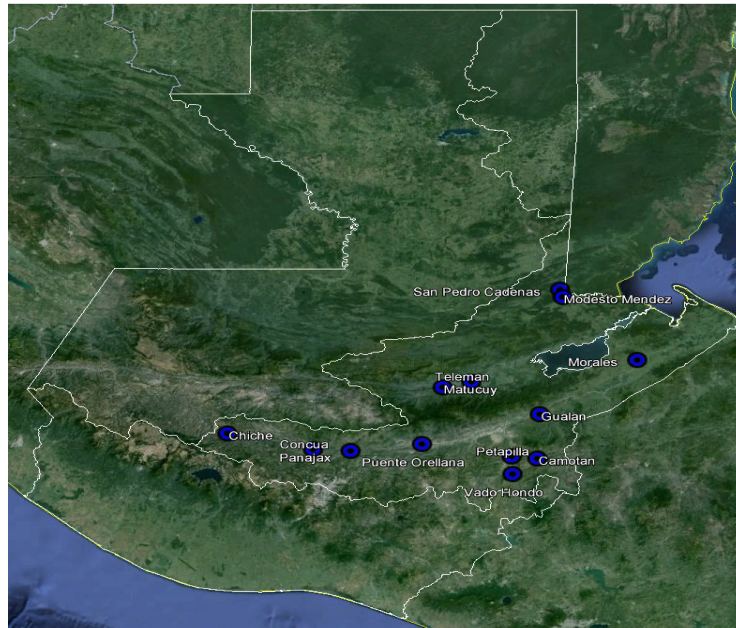 San Pedro Cadenas
Modesto Mendez
Morales
Teleman
Matucuy
Gualan
Chiche
Concua
Panajax
Puente Orellana
Petapilla
Camotan
Vado Hondo